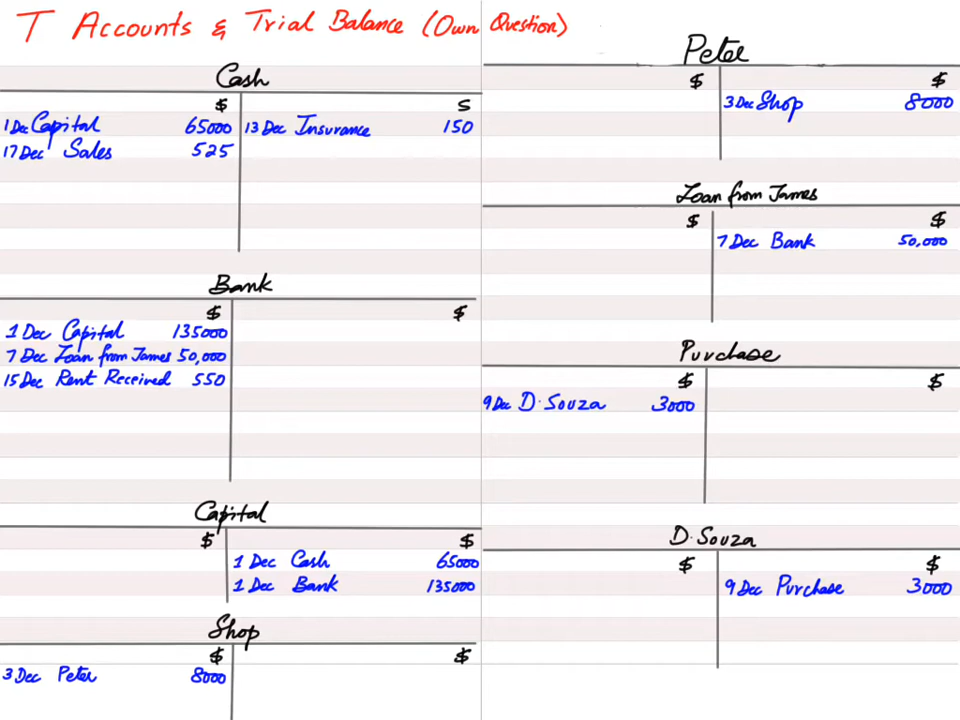 T Accounts & Trial Balance (Own Question)
Cash
$ $
1 Dec Capital 65000 13 Dec Insurance 150
17 Dec Sales 525
Bank
$ $
1 Dec Capital 135000
7 Dec Loan from James 50,000
15 Dec Rent Received 550
Capital
$ $
1 Dec Cash 65000
1 Dec Bank 135000
Shop
$ $
3 Dec Peter 8000
Peter
$ $
3 Dec Shop 8000
Loan from James
$ $
7 Dec Bank 50,000
Purchase
$ $
9 Dec D. Souza 3000
D. Souza
$ $
9 Dec Purchase 3000